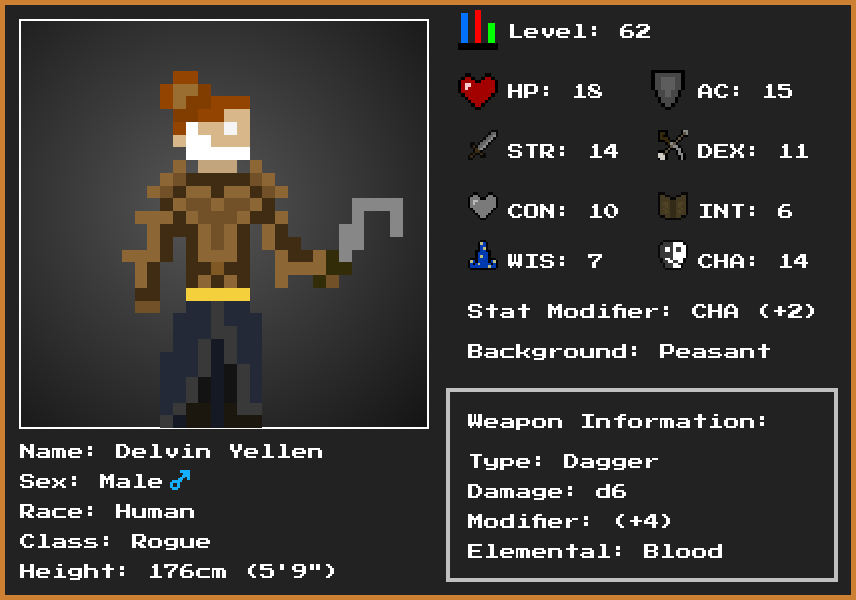 Level: 62
HP: 18 AC: 15
STR: 14 DEX: 11
CON: 10 INT: 6
WIS: 7 CHA: 14
Stat Modifier: CHA (+2)
Background: Peasant
Weapon Information:
Type: Dagger
Damage: d6
Modifier: (+4)
Elemental: Blood
Name: Delvin Yellen
Sex: Male♂
Race: Human
Class: Rogue
Height: 176cm (5'9")